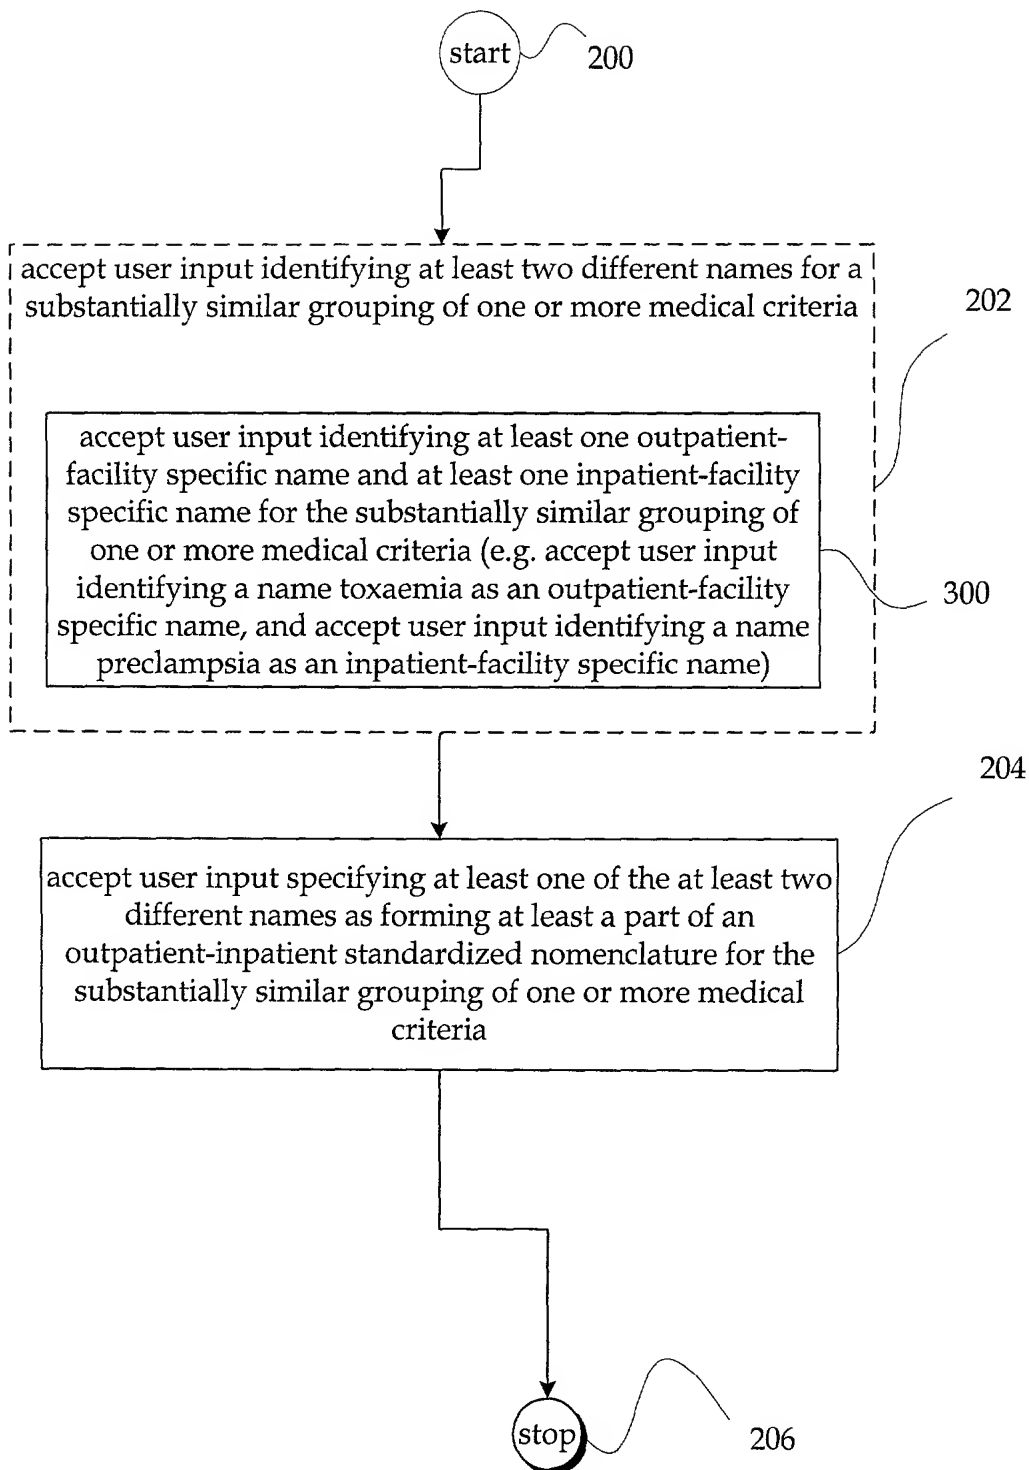 start
200
accept user input identifying at least two different names for a
substantially similar grouping of one or more medical criteria
202
accept user input identifying at least one outpatient-
facility specific name and at least one inpatient-facility
specific name for the substantially similar grouping of
one or more medical criteria (e.g. accept user input
identifying a name toxaemia as an outpatient-facility
specific name, and accept user input identifying a name
preclampsia as an inpatient-facility specific name)
300
204
accept user input specifying at least one of the at least two
different names as forming at least a part of an
outpatient-inpatient standardized nomenclature for the
substantially similar grouping of one or more medical
criteria
stop
206